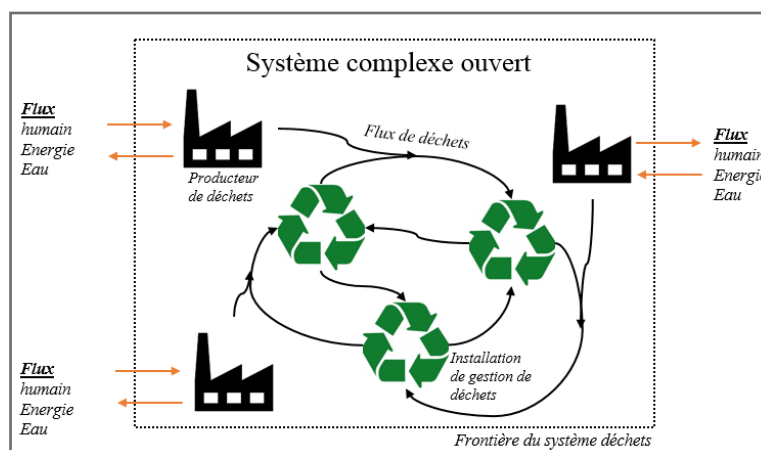 Système complexe ouvert
Flux
humain
Energie
Eau
Producteur
de déchets
Flux de déchets
Flux
humain
Energie
Eau
Installation
de gestion de
déchets
Flux
humain
Energie
Eau
Frontière du système déchets